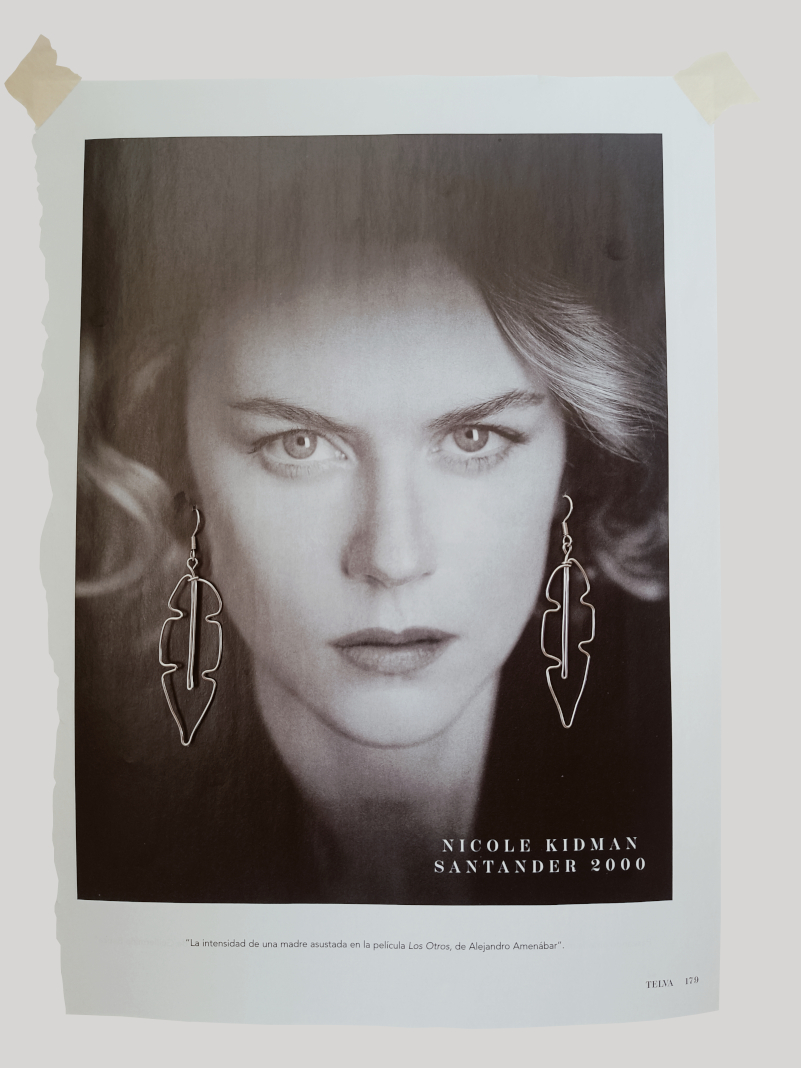 NICOLE KIDMAN
SANTANDER 2000
"La intensidad de una madre asustada en la película Los Otros, de Alejandro Amenábar".
TELVA 179